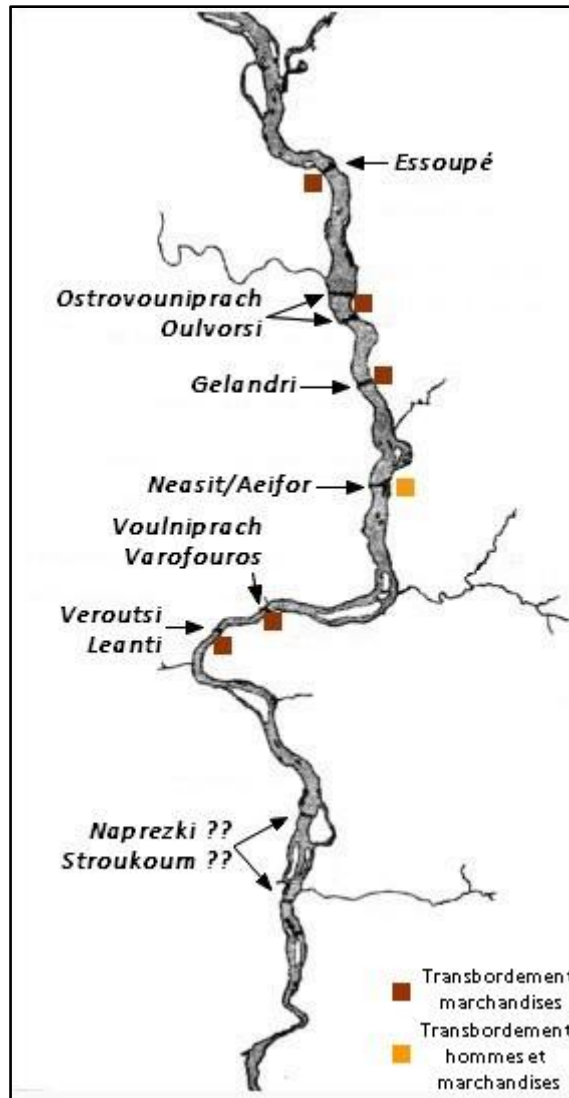 Essoupé
Ostrovouniprach
Oulvorsi
Gelandri
Neasit/Aeifor
Voulniprach
Varofouros
Veroutsi
Leanti
Naprezki ??
Stroukoum ??
Transbordement
marchandises
Transbordement
hommes et
marchandises